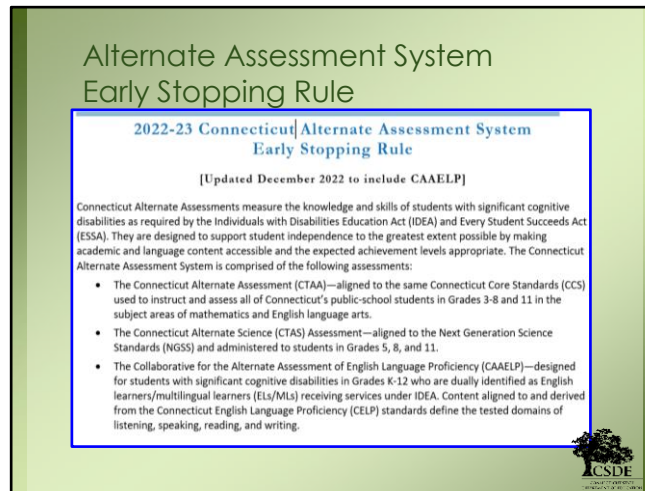 Alternate Assessment System
Early Stopping Rule
2022-23 Connecticut Alternate Assessment System
Early Stopping Rule
[Updated December 2022 to include CAAELP]
Connecticut Alternate Assessments measure the knowledge and skills of students with significant cognitive
disabilities as required by the Individuals with Disabilities Education Act (IDEA) and Every Student Succeeds Act
(ESSA). They are designed to support student independence to the greatest extent possible by making
academic and language content accessible and the expected achievement levels appropriate. The Connecticut
Alternate Assessment System is comprised of the following assessments:
• The Connecticut Alternate Assessment (CTAA)—aligned to the same Connecticut Core Standards (CCS)
used to instruct and assess all of Connecticut's public-school students in Grades 3-8 and 11 in the
subject areas of mathematics and English language arts.
• The Connecticut Alternate Science (CTAS) Assessment—aligned to the Next Generation Science
Standards (NGSS) and administered to students in Grades 5, 8, and 11.
• The Collaborative for the Alternate Assessment of English Language Proficiency (CAAELP)—designed
for students with significant cognitive disabilities in Grades K-12 who are dually identified as English
learners/multilingual learners (ELs/MLs) receiving services under IDEA. Content aligned to and derived
from the Connecticut English Language Proficiency (CELP) standards define the tested domains of
listening, speaking, reading, and writing.
CSDE
CONNECTICUT STATE
DEPARTMENT OF EDUCATION